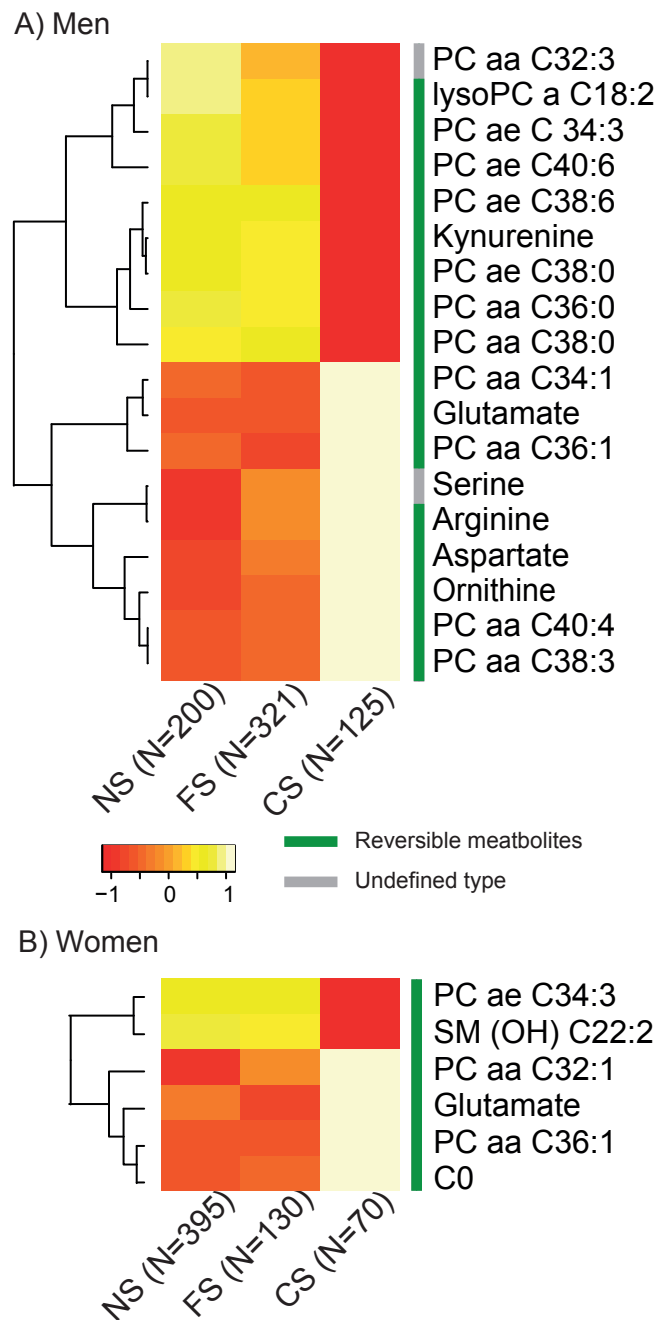 A) Men
PC aa C32:3
lysoPC a C18:2
PC ae C 34:3
PC ae C40:6
PC ae C38:6
Kynurenine
PC ae C38:0
PC aa C36:0
PC aa C38:0
PC aa C34:1
Glutamate
PC aa C36:1
Serine
Arginine
Aspartate
Ornithine
PC aa C40:4
PC aa C38:3
NS (N=200)
FS (N=321)
CS (N=125)
−1 0 1
Reversible meatbolites
Undefined type
B) Women
PC ae C34:3
SM (OH) C22:2
PC aa C32:1
Glutamate
PC aa C36:1
C0
NS (N=395)
FS (N=130)
CS (N=70)